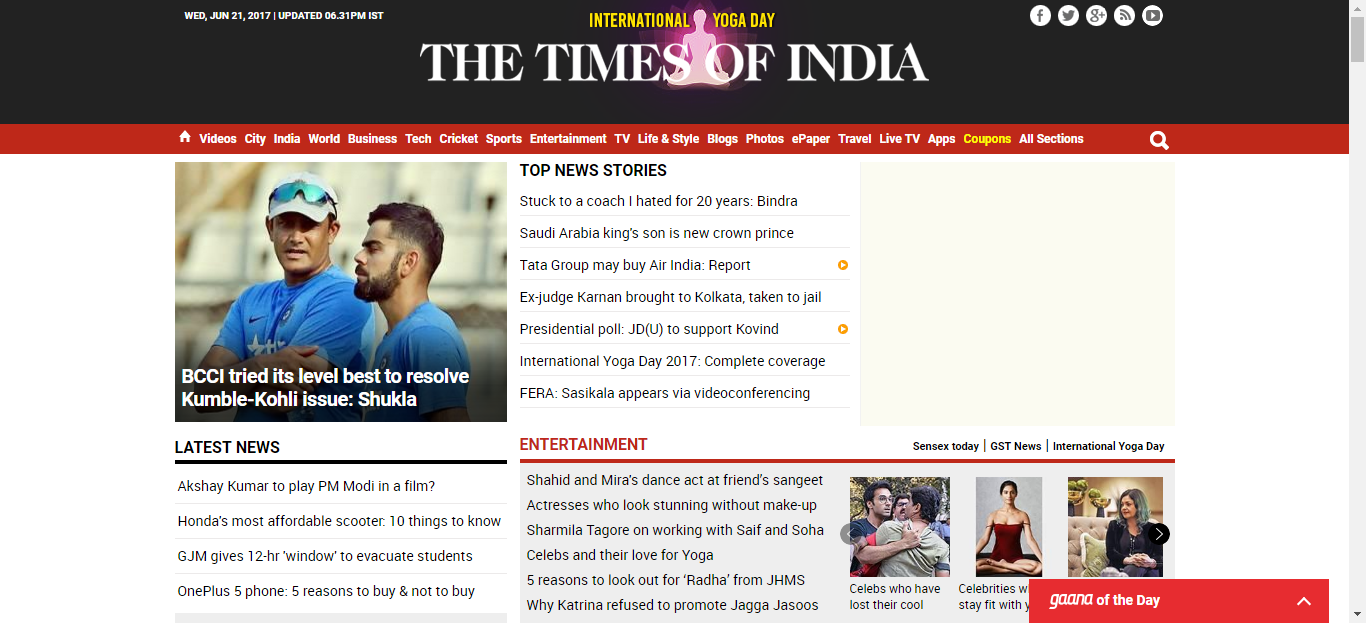 WED, JUN 21, 2017 | UPDATED 06.31PM IST
INTERNATIONAL YOGA DAY
THE TIMES OF INDIA
Videos City India World Business Tech Cricket Sports Entertainment TV Life & Style Blogs Photos ePaper Travel Live TV Apps Coupons All Sections
BCCI tried its level best to resolve
Kumble-Kohli issue: Shukla
TOP NEWS STORIES
Stuck to a coach I hated for 20 years: Bindra
Saudi Arabia king's son is new crown prince
Tata Group may buy Air India: Report
Ex-judge Karnan brought to Kolkata, taken to jail
Presidential poll: JD(U) to support Kovind
International Yoga Day 2017: Complete coverage
FERA: Sasikala appears via videoconferencing
LATEST NEWS
Akshay Kumar to play PM Modi in a film?
Honda's most affordable scooter: 10 things to know
GJM gives 12-hr 'window' to evacuate students
OnePlus 5 phone: 5 reasons to buy & not to buy
ENTERTAINMENT
Sensex today | GST News | International Yoga Day
Shahid and Mira's dance act at friend’s sangeet
Actresses who look stunning without make-up
Sharmila Tagore on working with Saif and Soha
Celebs and their love for Yoga
5 reasons to look out for ‘Radha’ from JHMS
Why Katrina refused to promote Jagga Jasoos
Celebs who have
lost their cool
Celebrities
stay fit with
gaana of the Day